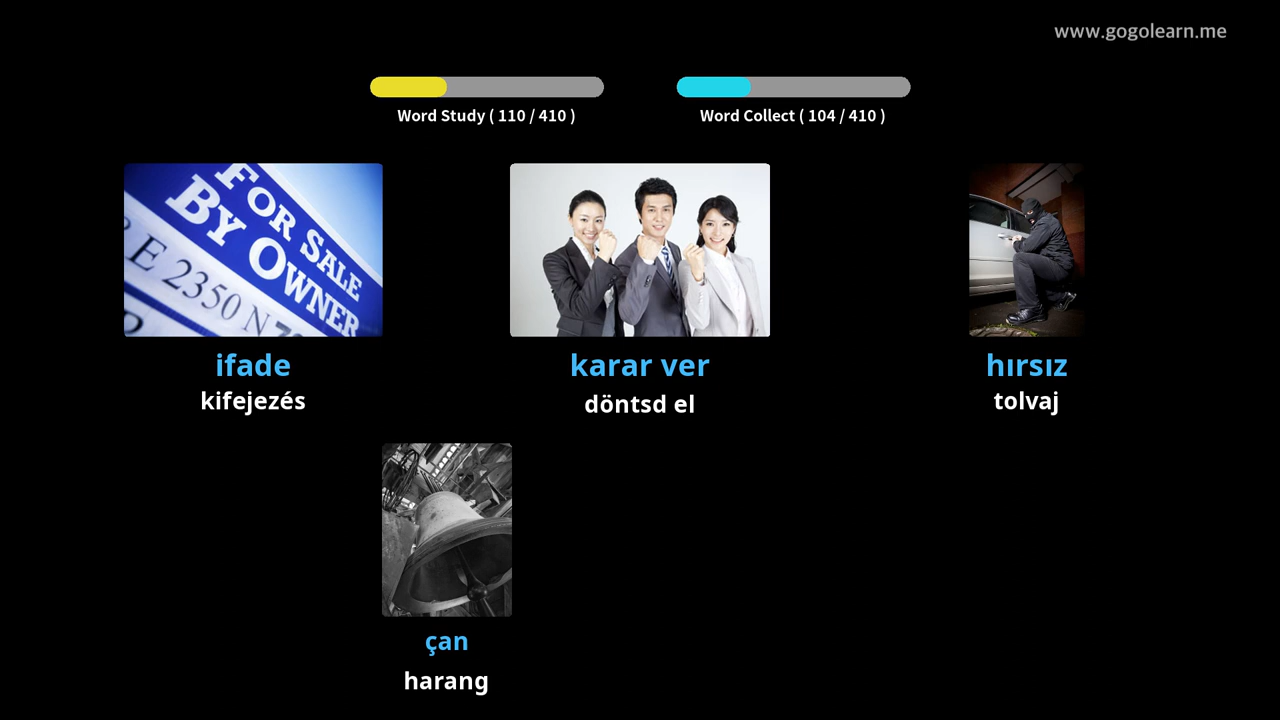 www.gogolearn.me
Word Study ( 110 / 410 )
Word Collect ( 104 / 410 )
FOR SALE
BY OWNER
E 2350 N
ifade
kifejezés
karar ver
döntsd el
hırsız
tolvaj
çan
harang